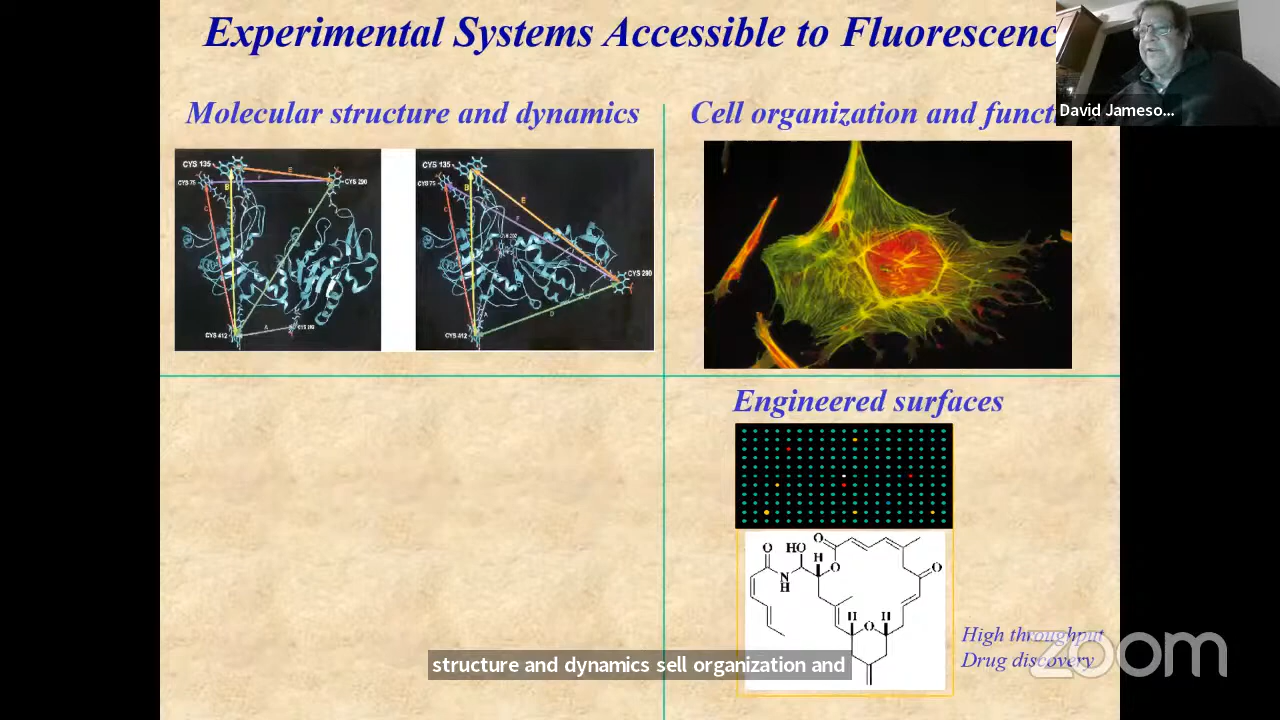 Experimental Systems Accessible to Fluorescenc
David Jameso...
Molecular structure and dynamics
Cell organization and funct
CYS 135
CYS 75
CYS 290
E
F
B
C
D
A
CYS 412
CYS 135
CYS 75
E
F
B
C
CYS 290
A
D
CYS 412
Engineered surfaces
O
HO
H
O
O
N
H
O
H
O
H
High throughput
Drug discovery
structure and dynamics sell organization and
zoom